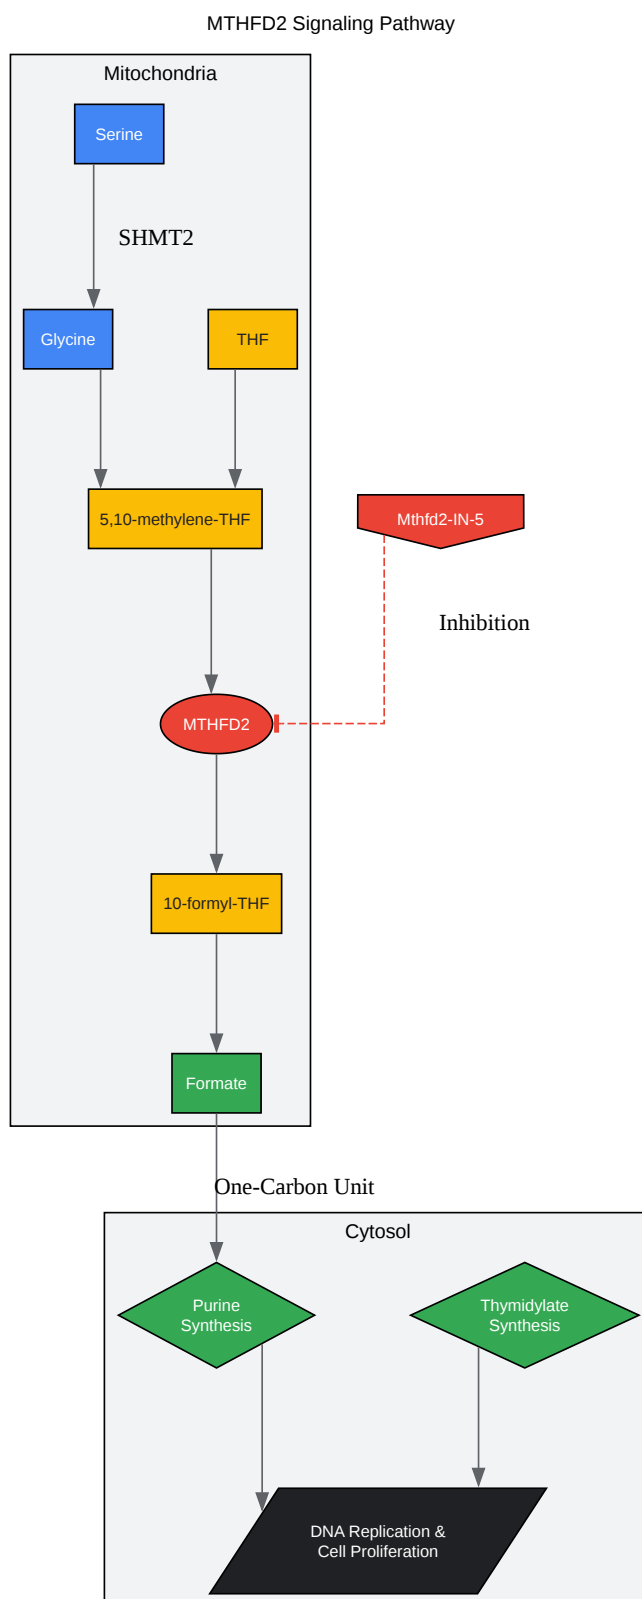 MTHFD2 Signaling Pathway
Mitochondria
Serine
SHMT2
Glycine
THF
5,10-methylene-THF
Mthfd2-IN-5
Inhibition
MTHFD2
10-formyl-THF
Formate
One-Carbon Unit
Cytosol
Purine
Synthesis
Thymidylate
Synthesis
DNA Replication &
Cell Proliferation